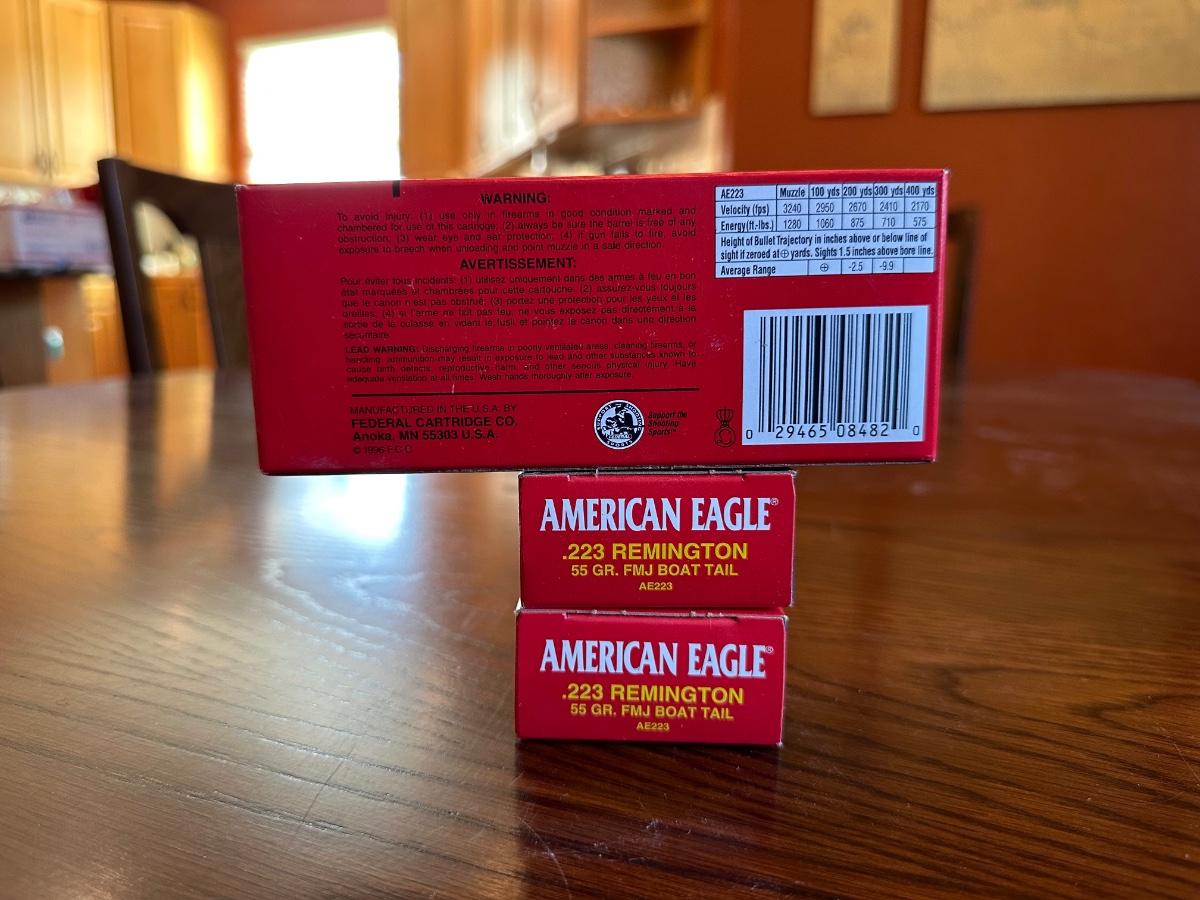 WARNING:
To avoid injury: (1) use only in firearms in good condition marked and
chambered for use of this cartridge; (2) always be sure the barrel is free of any
obstruction; (3) wear eye and ear protection; (4) if gun fails to fire, avoid
exposure to breech when unloading and point muzzle in a safe direction.
AVERTISSEMENT:
Pour éviter tous incidents: (1) utilisez uniquement dans des armes à feu en bon
état marquées et chambrées pour cette cartouche; (2) assurez-vous toujours
que le canon n'est pas obstrué; (3) portez une protection pour les yeux et les
oreilles; (4) si l'arme ne fait pas feu, ne vous exposez pas directement à la
sortie de la culasse en vidant le fusil et pointez le canon dans une direction
sécuritaire.
LEAD WARNING: Discharging firearms in poorly ventilated areas, cleaning firearms, or
handling ammunition may result in exposure to lead and other substances known to
cause birth defects, reproductive harm, and other serious physical injury. Have
adequate ventilation at all times. Wash hands thoroughly after exposure.
MANUFACTURED IN THE U.S.A. BY
FEDERAL CARTRIDGE CO.
Anoka, MN 55303 U.S.A.
© 1996 F.C.C.
Support the
Shooting
Sports™
AE223 Muzzle 100 yds 200 yds 300 yds 400 yds
Velocity (fps) 3240 2950 2670 2410 2170
Energy (ft-lbs.) 1280 1060 875 710 575
Height of Bullet Trajectory in inches above or below line of
sight if zeroed at ⊕ yards. Sights 1.5 inches above bore line.
Average Range ⊕ -2.5 -9.9
0 29465 08482 0
AMERICAN EAGLE®
.223 REMINGTON
55 GR. FMJ BOAT TAIL
AE223
AMERICAN EAGLE®
.223 REMINGTON
55 GR. FMJ BOAT TAIL
AE223